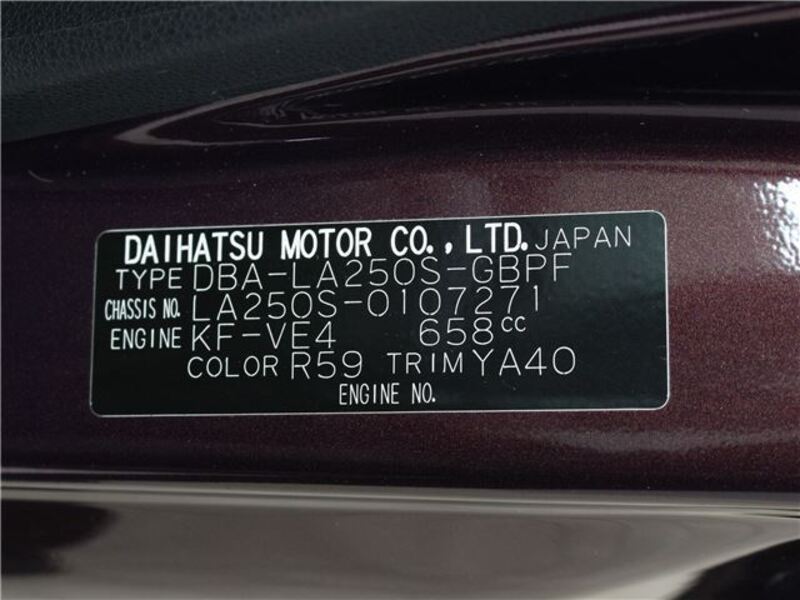 DAIHATSU MOTOR CO., LTD. JAPAN
TYPE DBA-LA250S-GBPF
CHASSIS NO. LA250S-0107271
ENGINE KF-VE4 658cc
COLOR R59 TRIM YA40
ENGINE NO.